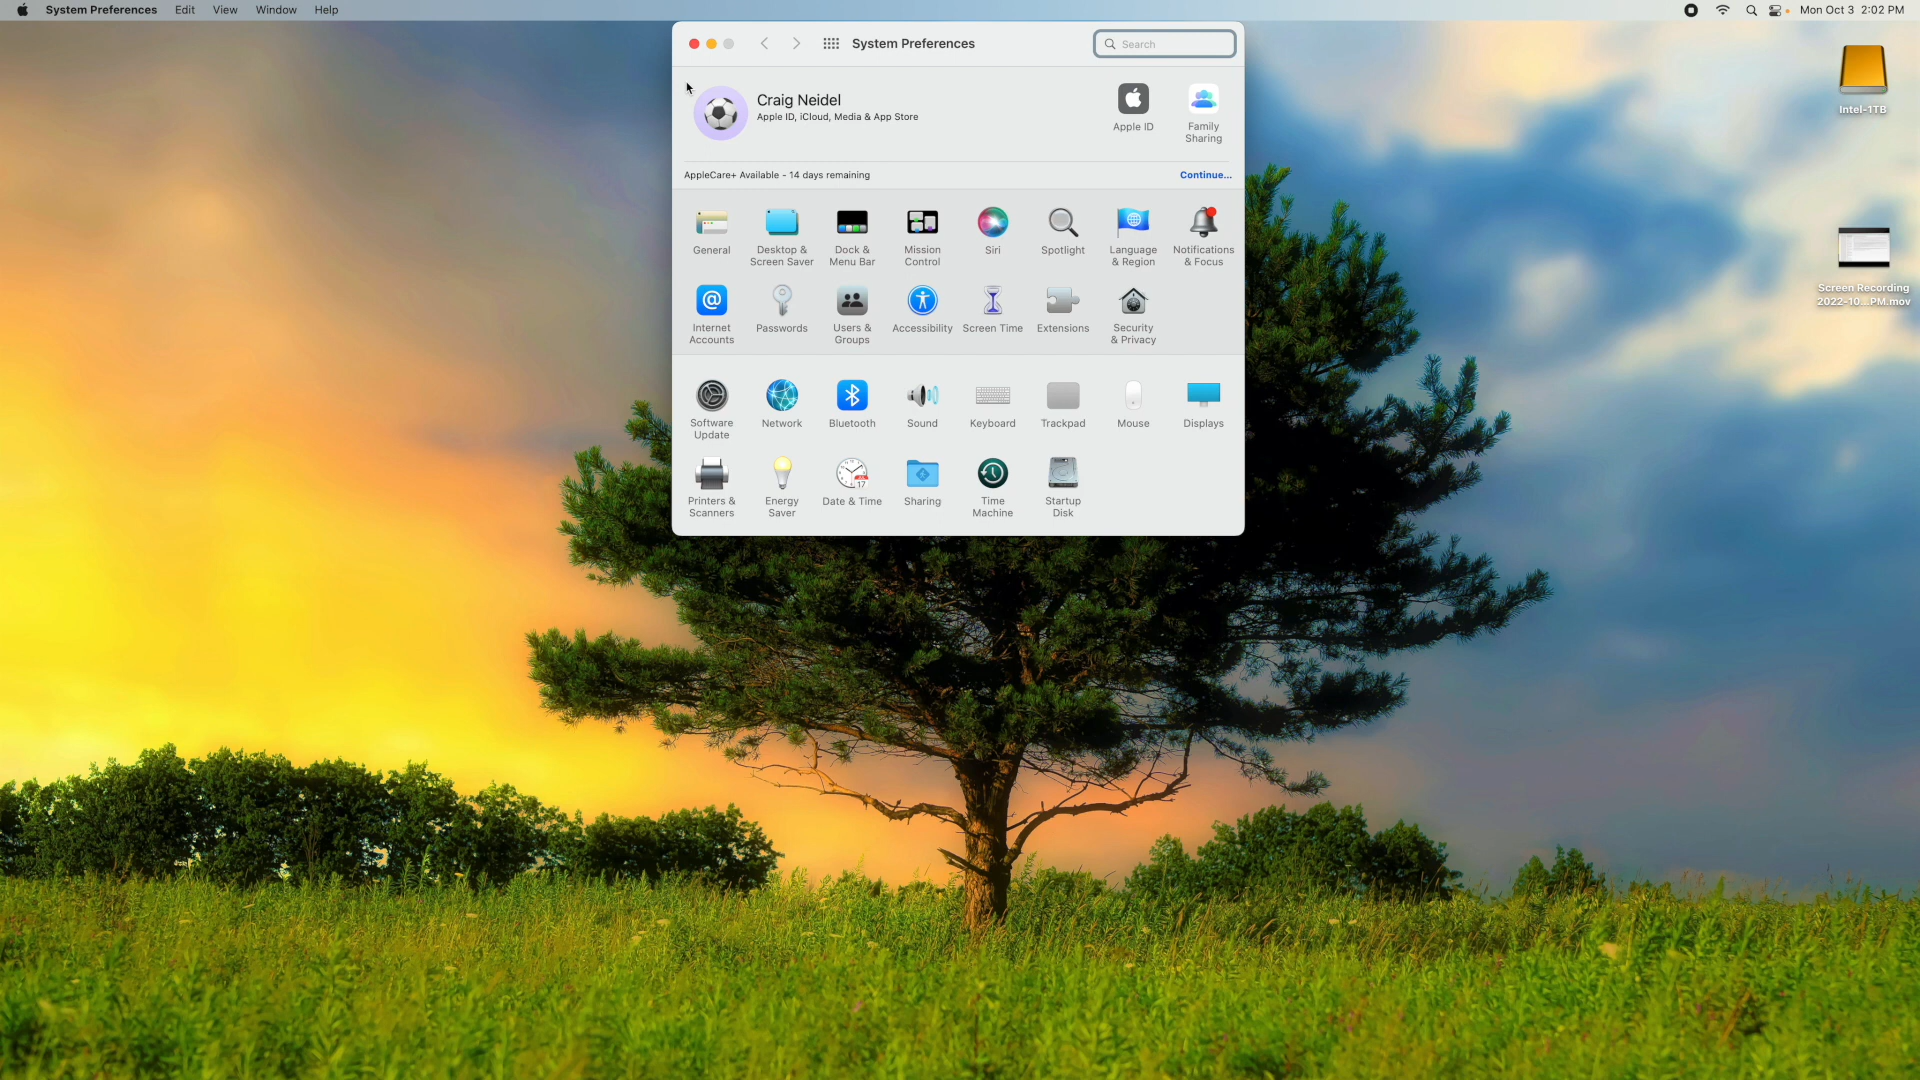 System Preferences Edit View Window Help
Mon Oct 3 2:02 PM
System Preferences
Search
Craig Neidel
Apple ID, iCloud, Media & App Store
Apple ID
Family
Sharing
AppleCare+ Available - 14 days remaining
Continue...
General
Desktop &
Screen Saver
Dock &
Menu Bar
Mission
Control
Siri
Spotlight
Language
& Region
Notifications
& Focus
Internet
Accounts
Passwords
Users &
Groups
Accessibility
Screen Time
Extensions
Security
& Privacy
Software
Update
Network
Bluetooth
Sound
Keyboard
Trackpad
Mouse
Displays
Printers &
Scanners
Energy
Saver
17
Date & Time
Sharing
Time
Machine
Startup
Disk
Intel-1TB
Screen Recording
2022-10...PM.mov